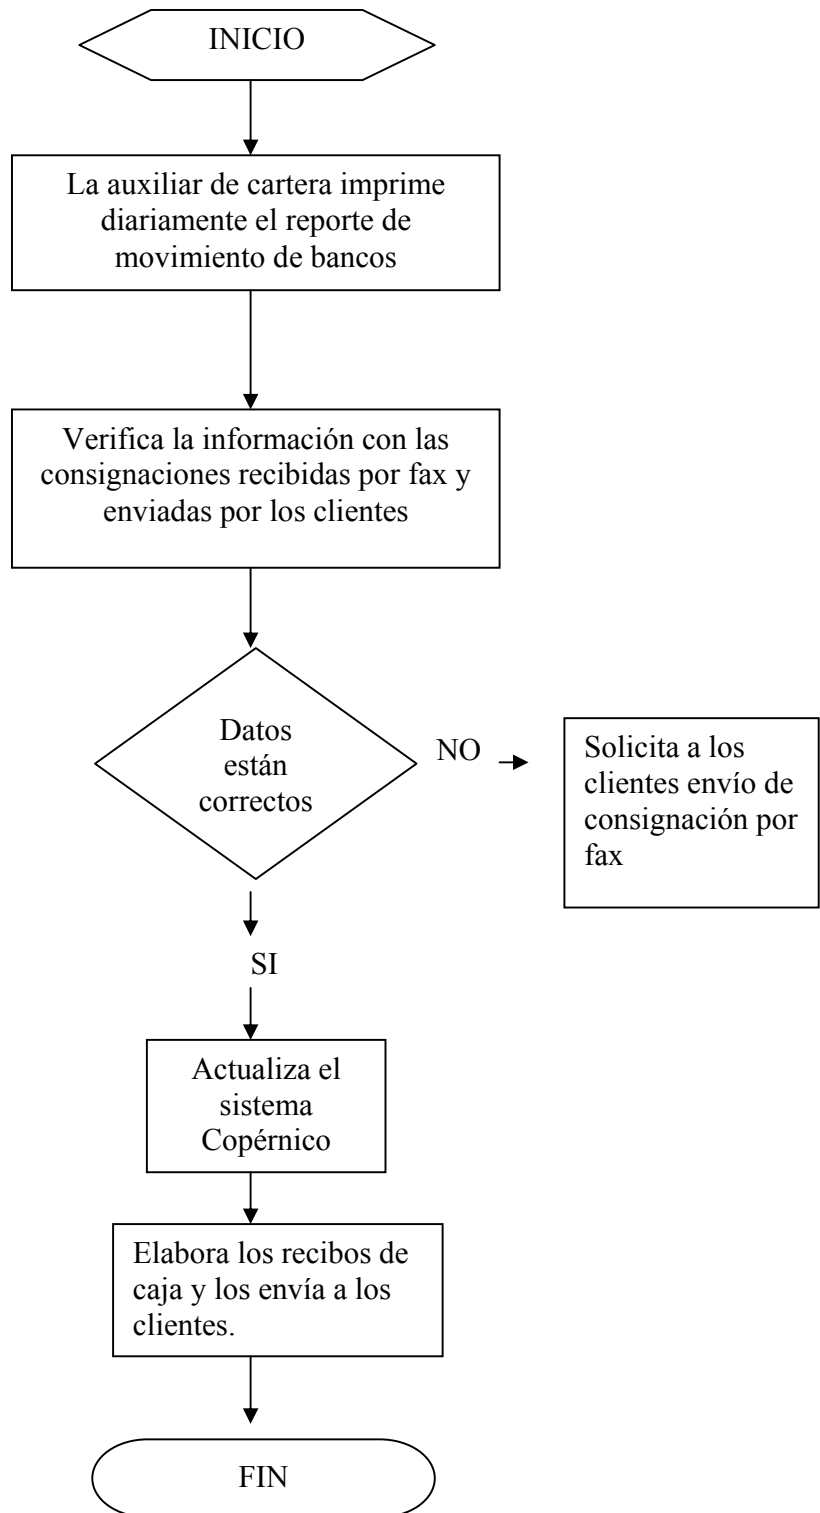 INICIO
La auxiliar de cartera imprime
diariamente el reporte de
movimiento de bancos
Verifica la información con las
consignaciones recibidas por fax y
enviadas por los clientes
Datos
están
correctos
NO
Solicita a los
clientes envío de
consignación por
fax
SI
Actualiza el
sistema
Copérnico
Elabora los recibos de
caja y los envía a los
clientes.
FIN